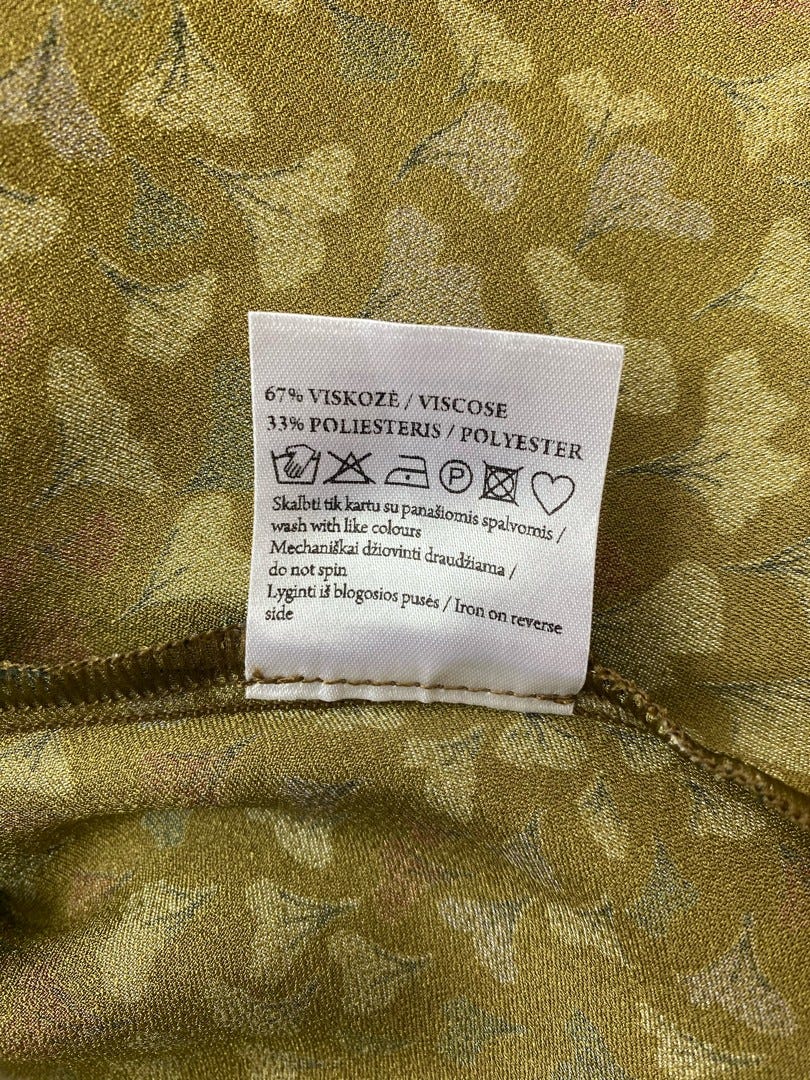 67% VISKOZĖ / VISCOSE
33% POLIESTERIS / POLYESTER
P
Skalbti tik kartu su panašiomis spalvomis /
wash with like colours
Mechaniškai džiovinti draudžiama /
do not spin
Lyginti iš blogosios pusės / Iron on reverse
side